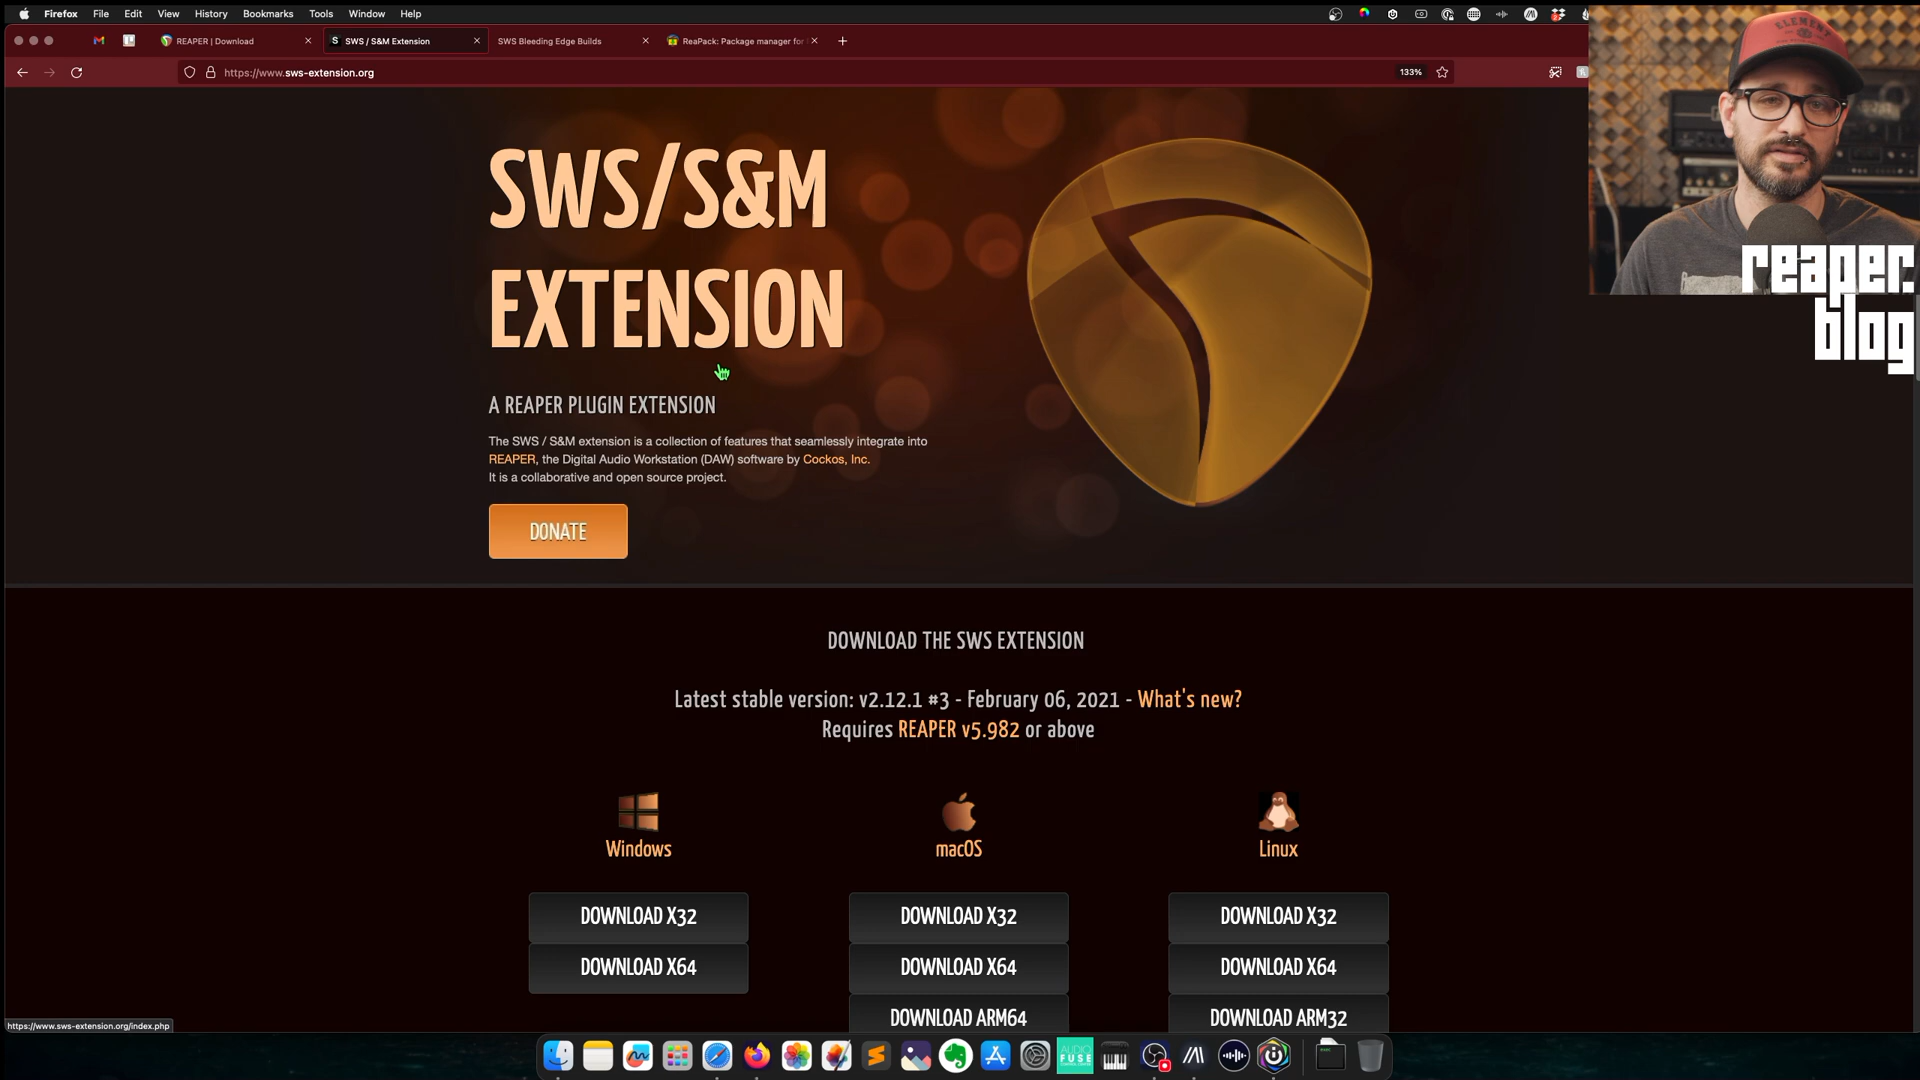 Firefox File Edit View History Bookmarks Tools Window Help
REAPER | Download
SWS / S&M Extension
SWS Bleeding Edge Builds
ReaPack: Package manager for
https://www.sws-extension.org
133%
SWS/S&M
EXTENSION
A REAPER PLUGIN EXTENSION
The SWS / S&M extension is a collection of features that seamlessly integrate into
REAPER, the Digital Audio Workstation (DAW) software by Cockos, Inc.
It is a collaborative and open source project.
DONATE
reaper.
blog
DOWNLOAD THE SWS EXTENSION
Latest stable version: v2.12.1 #3 - February 06, 2021 - What's new?
Requires REAPER v5.982 or above
Windows
macOS
Linux
DOWNLOAD X32
DOWNLOAD X32
DOWNLOAD X32
DOWNLOAD X64
DOWNLOAD X64
DOWNLOAD X64
DOWNLOAD ARM64
DOWNLOAD ARM32
https://www.sws-extension.org/index.php
AUDIO
FUSE